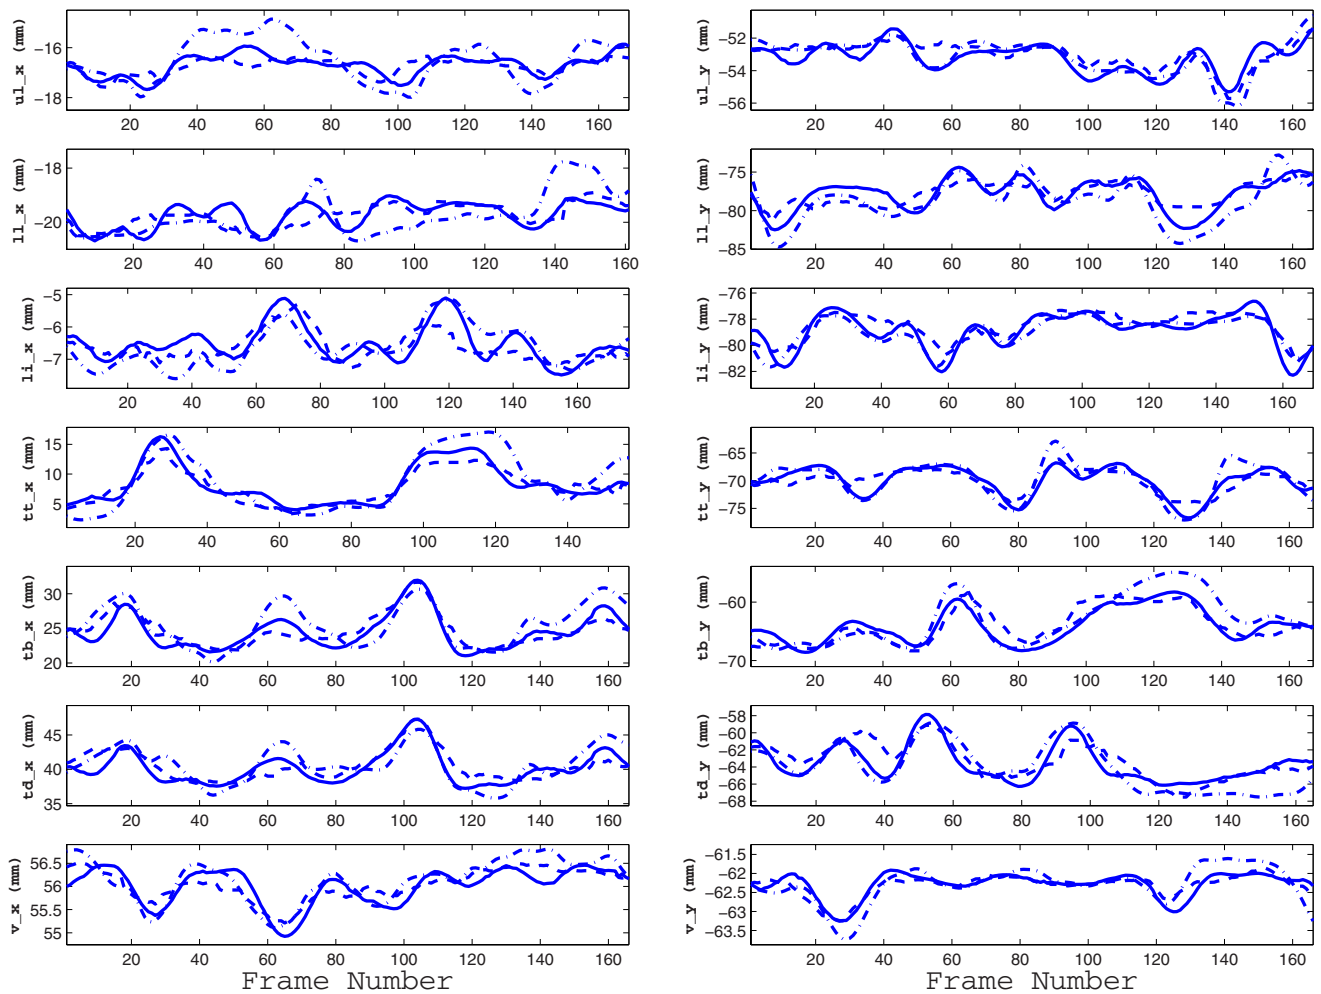 ul_x (mm)
−16
−18
20 40 60 80 100 120 140 160
ul_y (mm)
−52
−54
−56
20 40 60 80 100 120 140 160
ll_x (mm)
−18
−20
20 40 60 80 100 120 140 160
ll_y (mm)
−75
−80
−85
20 40 60 80 100 120 140 160
li_x (mm)
−5
−6
−7
20 40 60 80 100 120 140 160
li_y (mm)
−76
−78
−80
−82
20 40 60 80 100 120 140 160
tt_x (mm)
15
10
5
20 40 60 80 100 120 140
tt_y (mm)
−65
−70
−75
20 40 60 80 100 120 140 160
tb_x (mm)
30
25
20
20 40 60 80 100 120 140 160
tb_y (mm)
−60
−70
20 40 60 80 100 120 140 160
td_x (mm)
45
40
35
20 40 60 80 100 120 140 160
td_y (mm)
−58
−60
−62
−64
−66
−68
20 40 60 80 100 120 140 160
v_x (mm)
56.5
56
55.5
55
20 40 60 80 100 120 140 160
Frame Number
v_y (mm)
−61.5
−62
−62.5
−63
−63.5
20 40 60 80 100 120 140 160
Frame Number